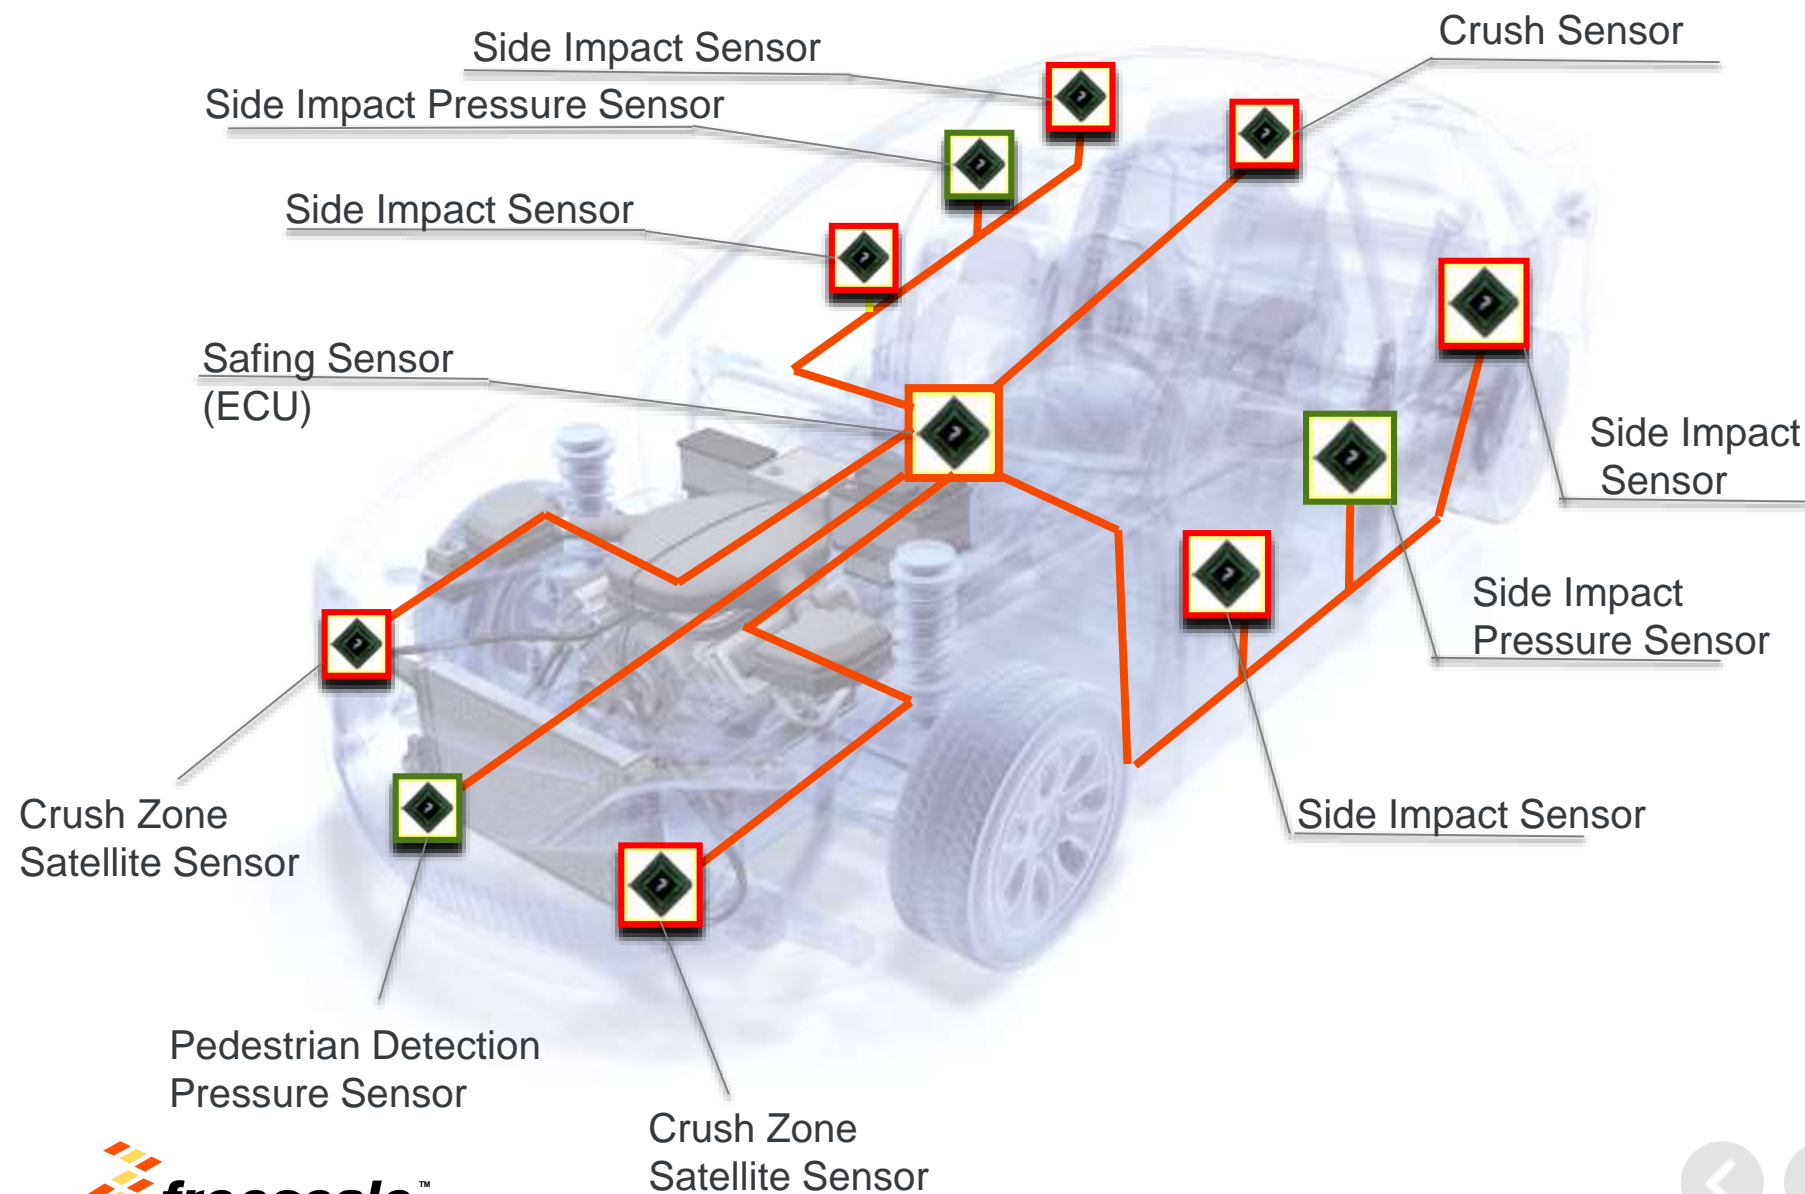 Crush Sensor
Side Impact Sensor
Side Impact Pressure Sensor
Side Impact Sensor
Safing Sensor
(ECU)
Side Impact
Sensor
Side Impact
Pressure Sensor
Side Impact Sensor
Crush Zone
Satellite Sensor
Pedestrian Detection
Pressure Sensor
Crush Zone
Satellite Sensor
freescale™